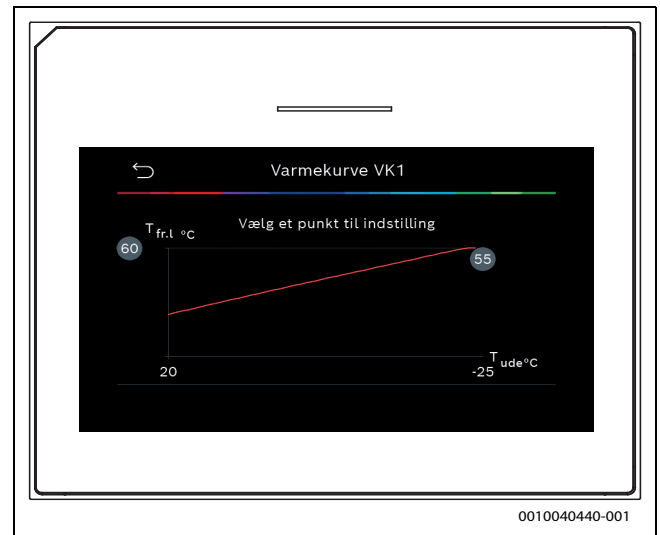 Varmekurve VK1
Vælg et punkt til indstilling
T fr.l °C
60
55
T ude°C
20
-25
0010040440-001